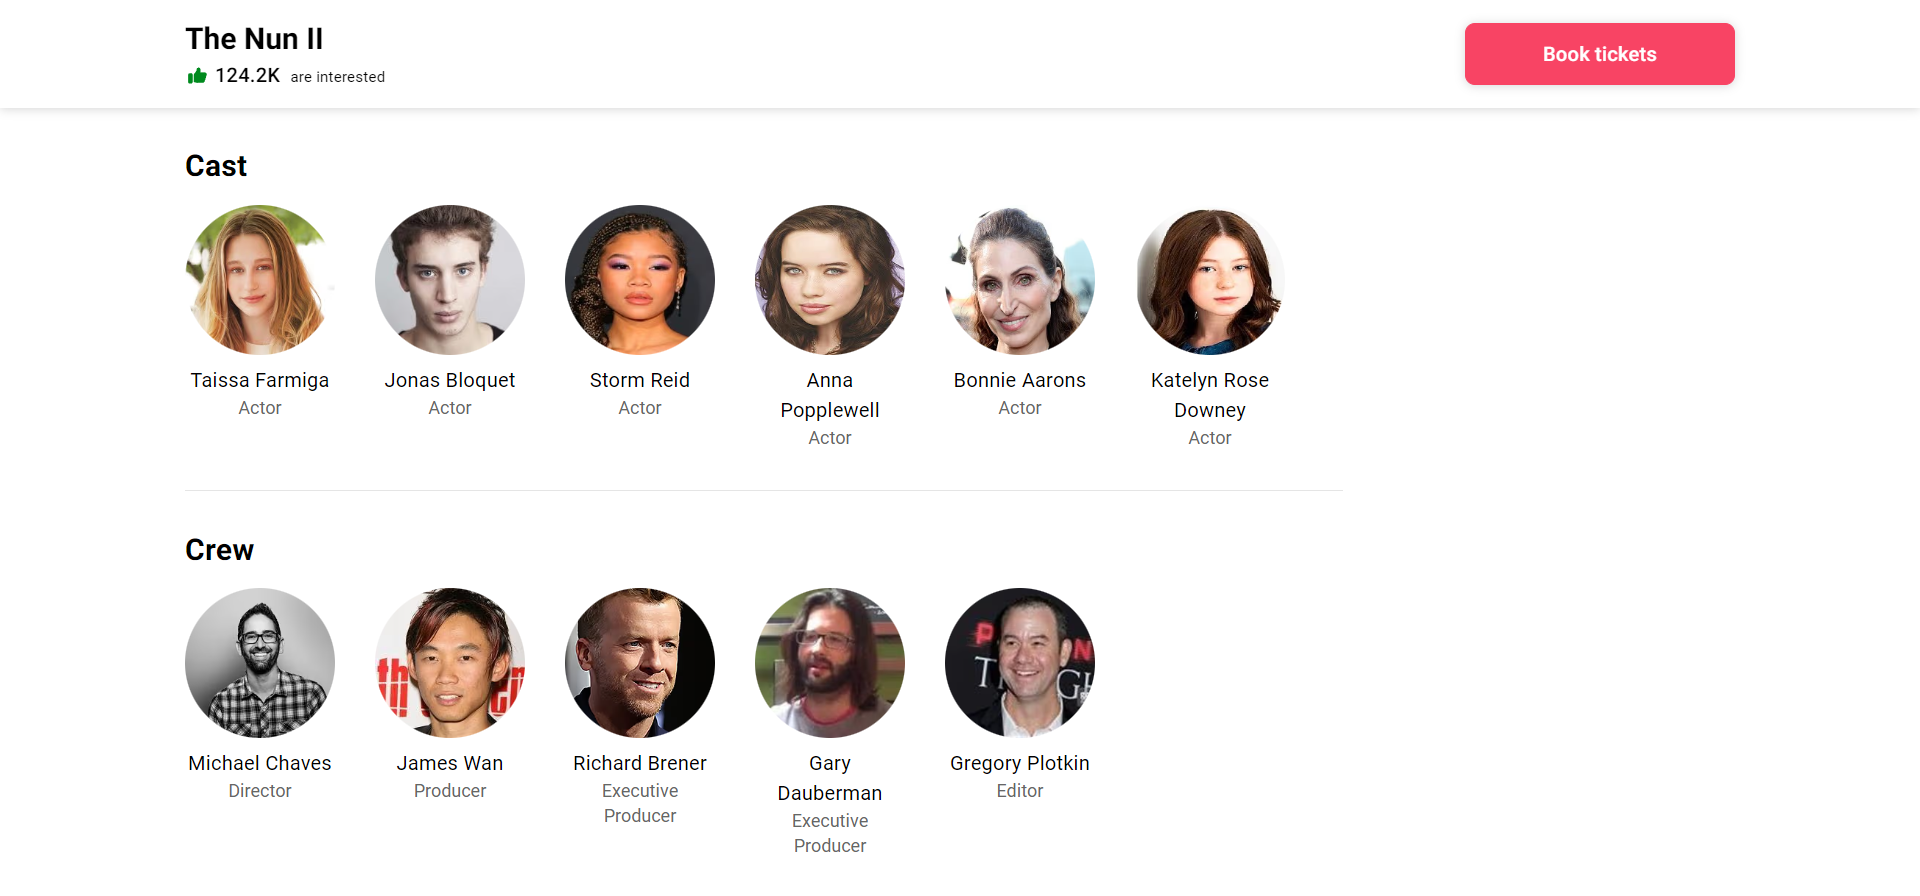 The Nun II
124.2K are interested
Book tickets
Cast
Taissa Farmiga
Actor
Jonas Bloquet
Actor
Storm Reid
Actor
Anna
Popplewell
Actor
Bonnie Aarons
Actor
Katelyn Rose
Downey
Actor
Crew
Michael Chaves
Director
James Wan
Producer
Richard Brener
Executive
Producer
Gary
Dauberman
Executive
Producer
Gregory Plotkin
Editor